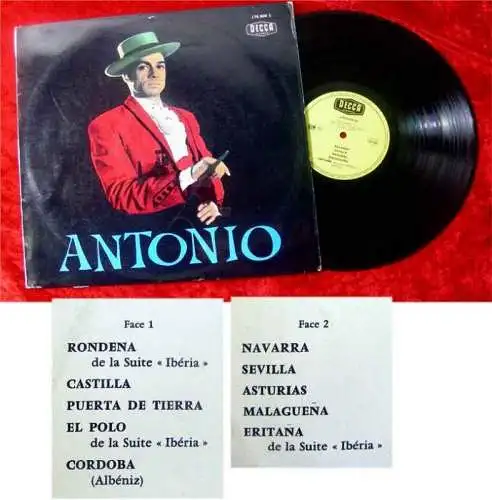 DECCA
ANTONIO
DECCA
Face 1
RONDENA
de la Suite « Ibéria »
CASTILLA
PUERTA DE TIERRA
EL POLO
de la Suite « Ibéria »
CORDOBA
(Albéniz)
Face 2
NAVARRA
SEVILLA
ASTURIAS
MALAGUEÑA
ERITAÑA
de la Suite « Ibéria »